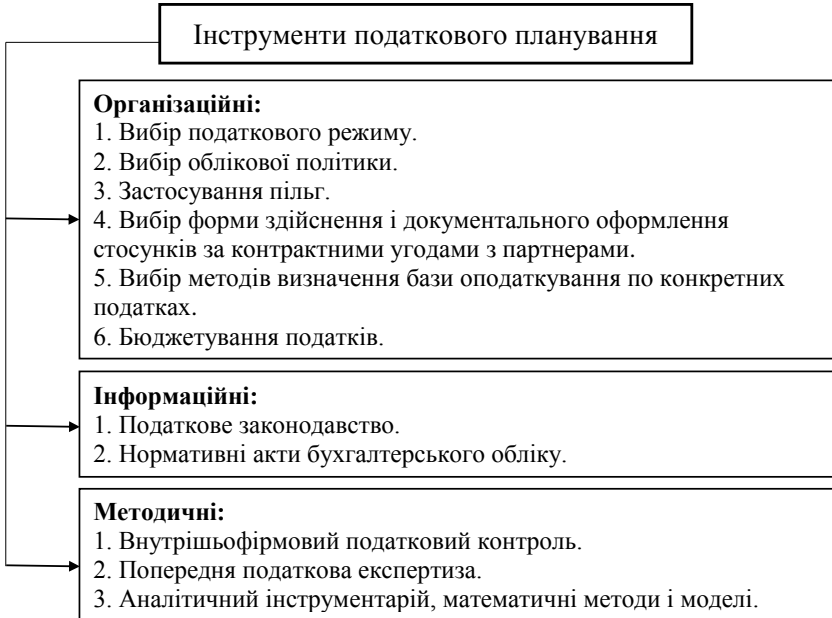 Інструменти податкового планування
Організаційні:
1. Вибір податкового режиму.
2. Вибір облікової політики.
3. Застосування пільг.
4. Вибір форми здійснення і документального оформлення
стосунків за контрактними угодами з партнерами.
5. Вибір методів визначення бази оподаткування по конкретних
податках.
6. Бюджетування податків.
Інформаційні:
1. Податкове законодавство.
2. Нормативні акти бухгалтерського обліку.
Методичні:
1. Внутрішьофірмовий податковий контроль.
2. Попередня податкова експертиза.
3. Аналітичний інструментарій, математичні методи і моделі.